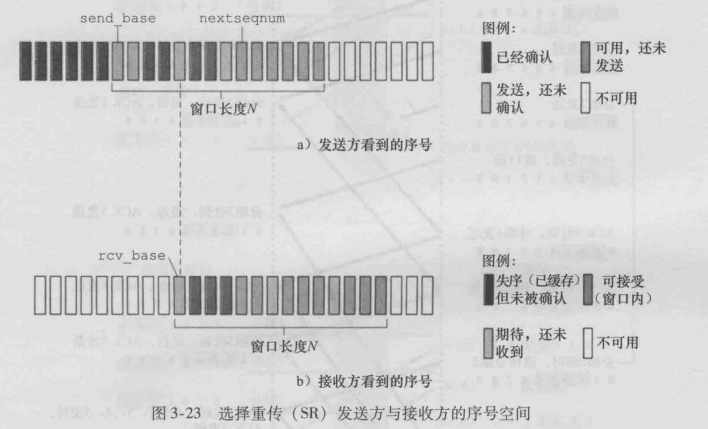 send_base
nextseqnum
图例：
已经确认
可用，还未
发送
发送，还未
确认
不可用
窗口长度N
a）发送方看到的序号
rcv_base
图例：
失序（已缓存）
但未被确认
可接受
（窗口内）
期待，还未
收到
不可用
窗口长度N
b）接收方看到的序号
图3-23 选择重传（SR）发送方与接收方的序号空间